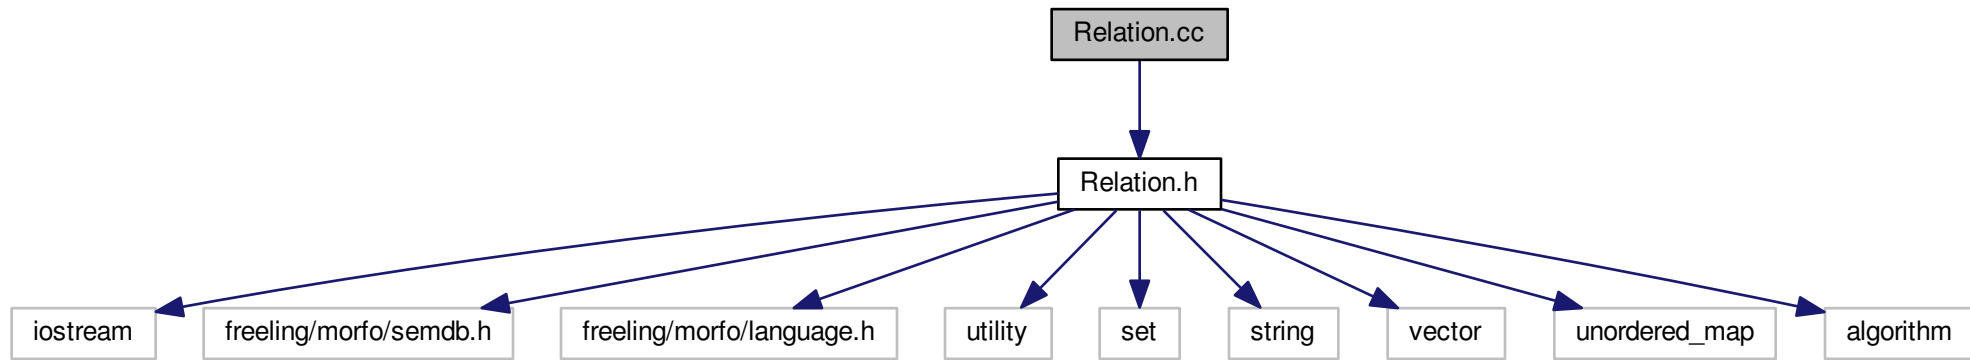 Relation.cc
Relation.h
iostream
freeling/morfo/semdb.h
freeling/morfo/language.h
utility
set
string
vector
unordered_map
algorithm